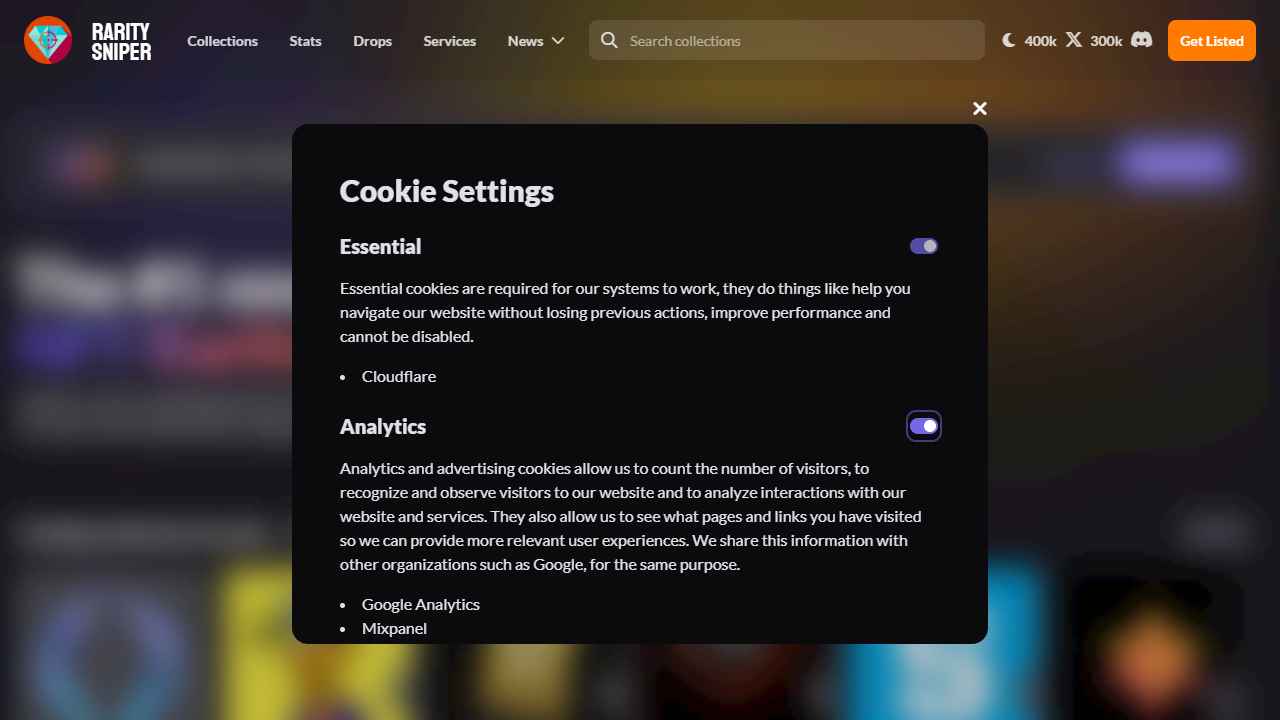 RARITY
SNIPER
Collections
Stats
Drops
Services
News
Search collections
400k
300k
Get Listed
Cookie Settings
Essential
Essential cookies are required for our systems to work, they do things like help you
navigate our website without losing previous actions, improve performance and
cannot be disabled.
• Cloudflare
Analytics
Analytics and advertising cookies allow us to count the number of visitors, to
recognize and observe visitors to our website and to analyze interactions with our
website and services. They also allow us to see what pages and links you have visited
so we can provide more relevant user experiences. We share this information with
other organizations such as Google, for the same purpose.
• Google Analytics
• Mixpanel